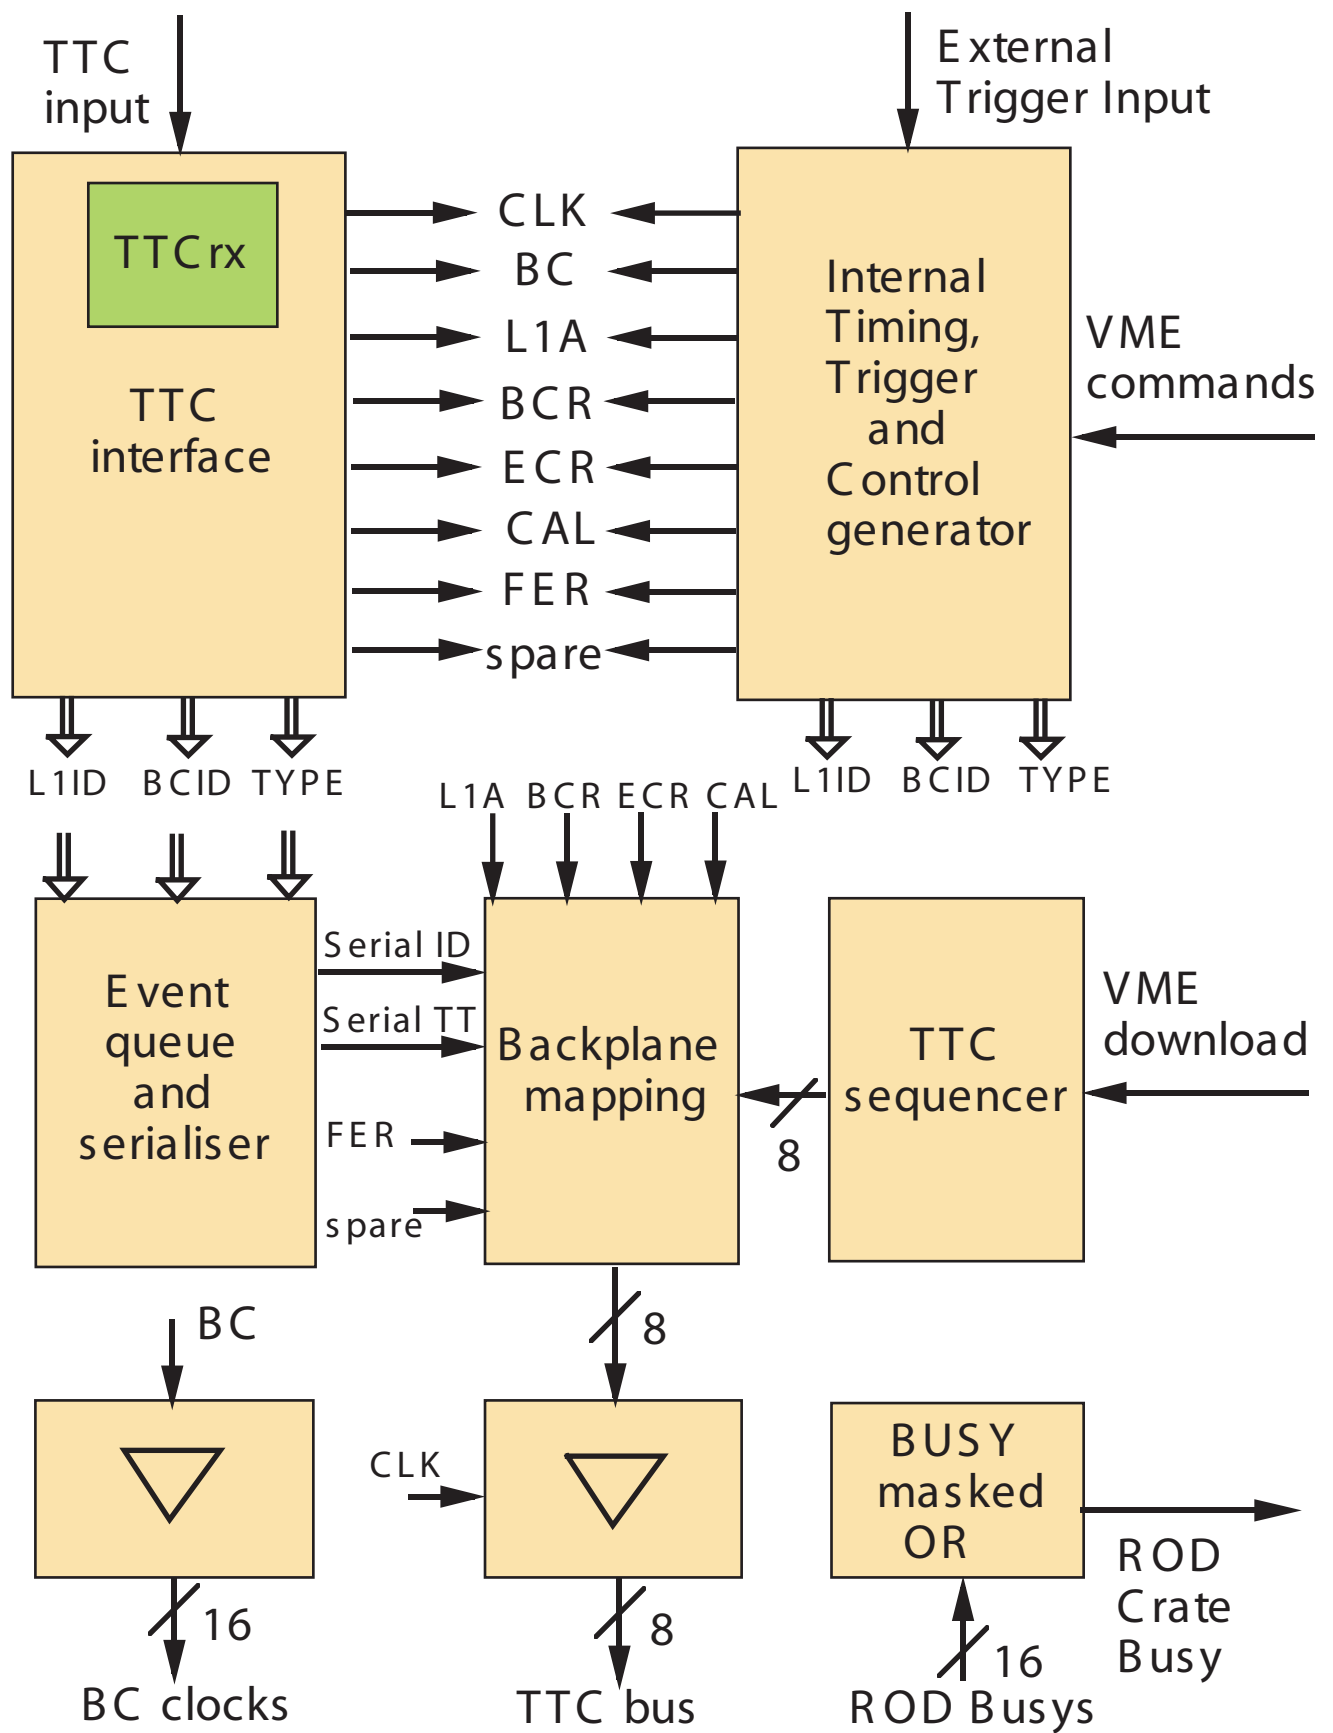 TTC
input
External
Trigger Input
TTCrx
TTC
interface
CLK
BC
L1A
BCR
ECR
CAL
FER
spare
Internal
Timing,
Trigger
and
Control
generator
VME
commands
L1ID BCID TYPE
L1ID BCID TYPE
L1A BCR ECR CAL
Event
queue
and
serialiser
Serial ID
Serial TT
FER
spare
Backplane
mapping
8
TTC
sequencer
VME
download
BC
8
CLK
BUSY
masked
OR
ROD
Crate
Busy
16
8
16
BC clocks
TTC bus
ROD Busys